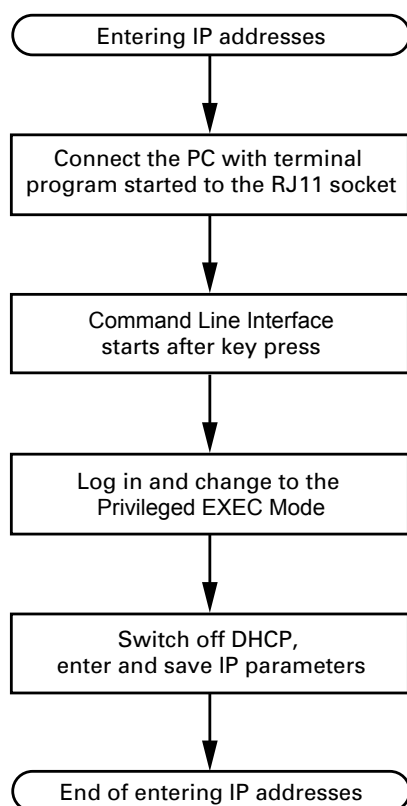 Entering IP addresses
Connect the PC with terminal
program started to the RJ11 socket
Command Line Interface
starts after key press
Log in and change to the
Privileged EXEC Mode
Switch off DHCP,
enter and save IP parameters
End of entering IP addresses